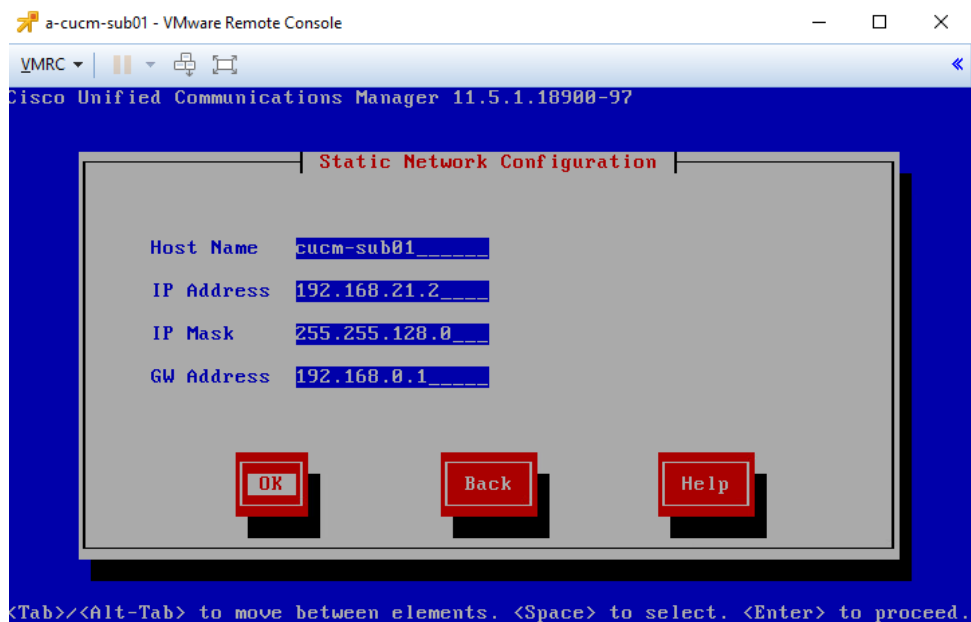 a-cucm-sub01 - VMware Remote Console
VMRC
Cisco Unified Communications Manager 11.5.1.18900-97
Static Network Configuration
Host Name cucm-sub01______
IP Address 192.168.21.2____
IP Mask 255.255.128.0___
GW Address 192.168.0.1_____
OK Back Help
<Tab>/<Alt-Tab> to move between elements. <Space> to select. <Enter> to proceed.